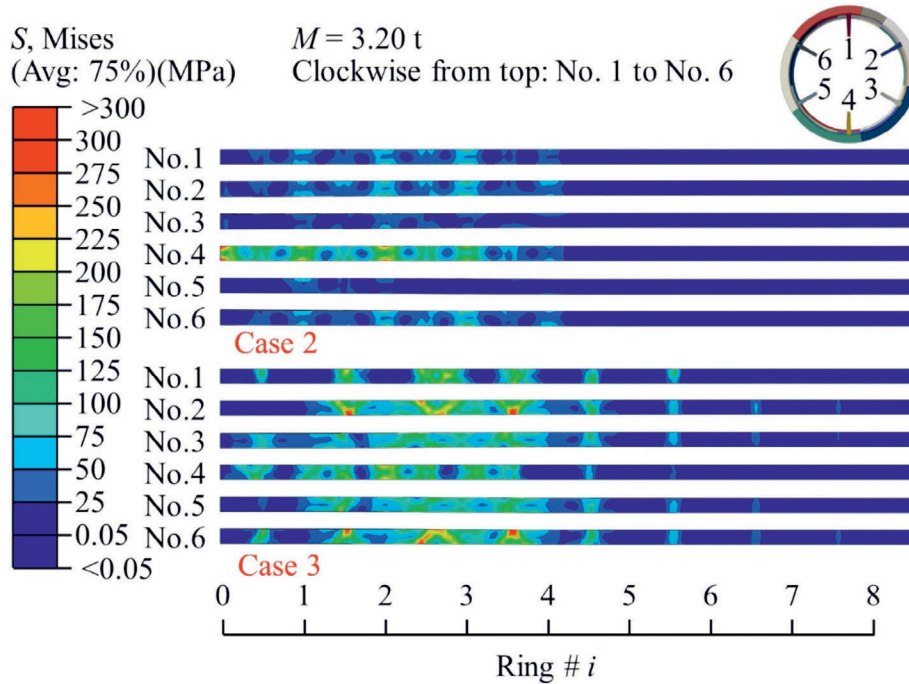 S, Mises
(Avg: 75%)(MPa)
M = 3.20 t
Clockwise from top: No. 1 to No. 6
1
2
3
4
5
6
>300
300
275
250
225
200
175
150
125
100
75
50
25
0.05
<0.05
No.1
No.2
No.3
No.4
No.5
No.6
Case 2
No.1
No.2
No.3
No.4
No.5
No.6
Case 3
0 1 2 3 4 5 6 7 8
Ring # i